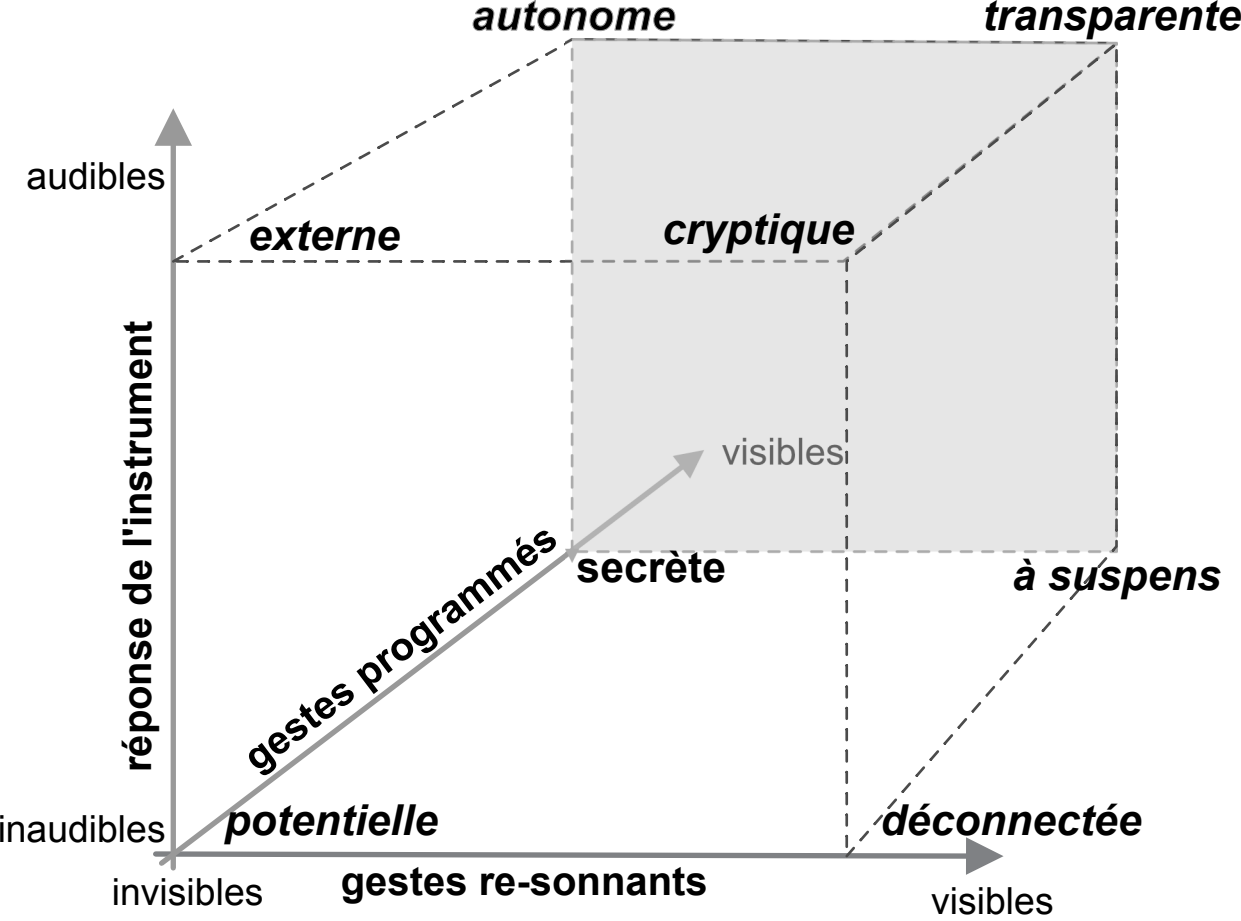 autonome
transparente
audibles
externe
cryptique
réponse de l'instrument
visibles
gestes programmés
secrète
à suspens
inaudibles
potentielle
déconnectée
invisibles
gestes re-sonnants
visibles